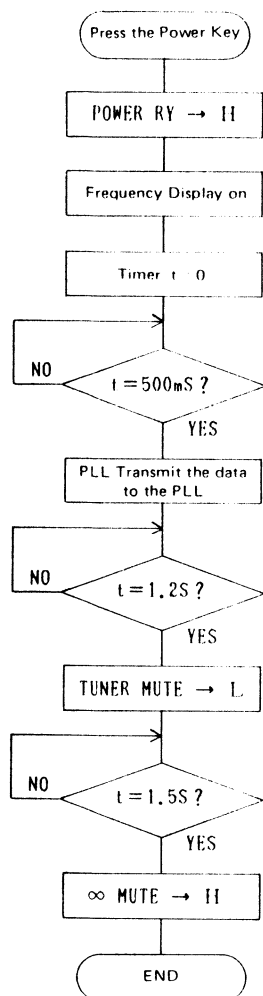 Press the Power Key
POWER RY → H
Frequency Display on
Timer t = 0
NO
t = 500mS ?
YES
PLL Transmit the data
to the PLL
NO
t = 1.2S ?
YES
TUNER MUTE → L
NO
t = 1.5S ?
YES
∞ MUTE → H
END